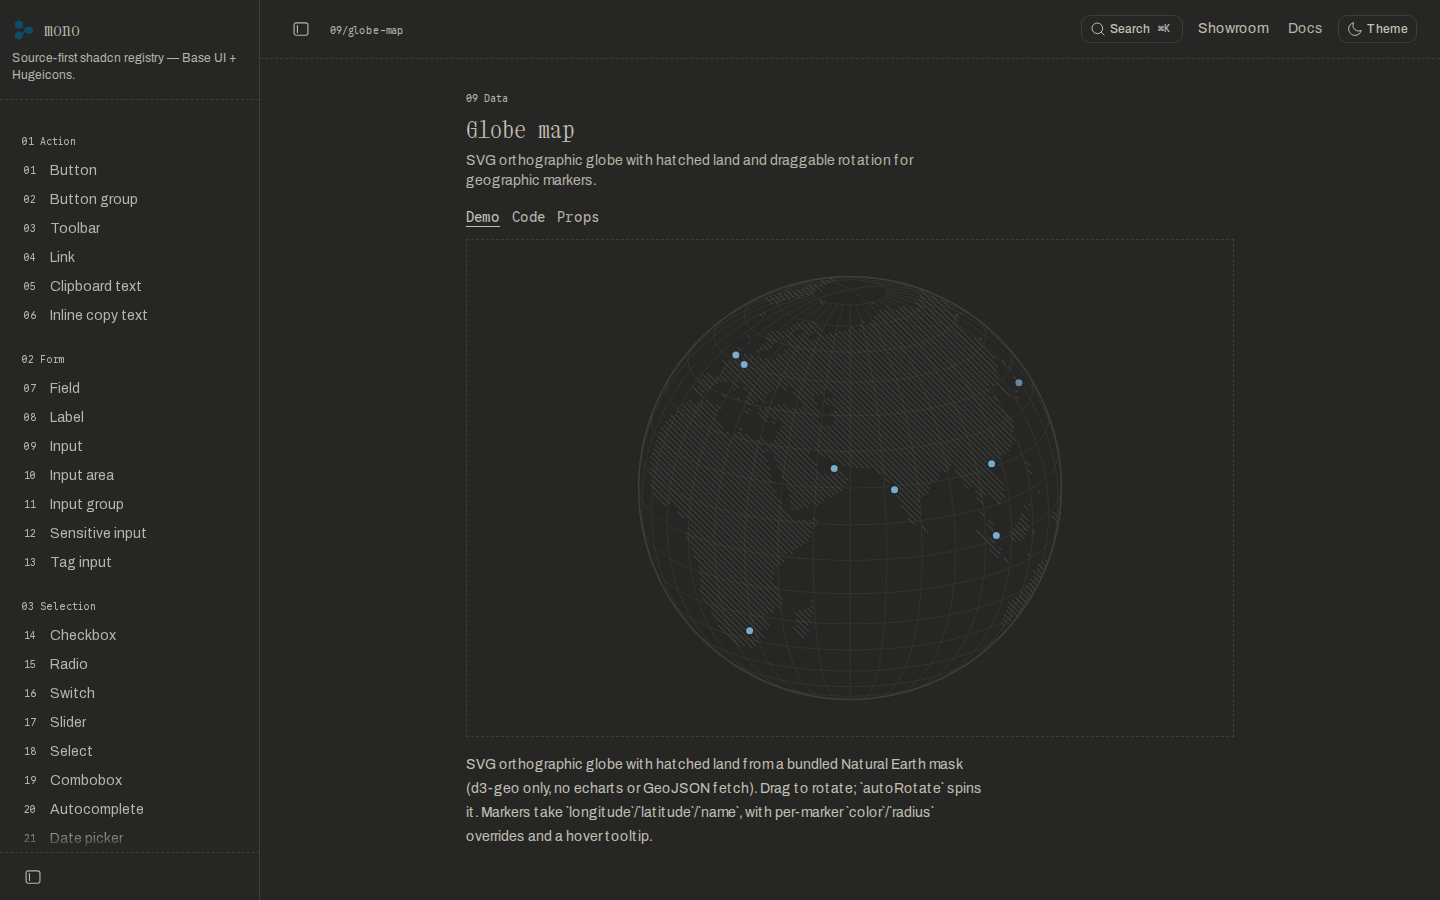 mono
Source-first shadcn registry — Base UI +
Hugeicons.
01 Action
01 Button
02 Button group
03 Toolbar
04 Link
05 Clipboard text
06 Inline copy text
02 Form
07 Field
08 Label
09 Input
10 Input area
11 Input group
12 Sensitive input
13 Tag input
03 Selection
14 Checkbox
15 Radio
16 Switch
17 Slider
18 Select
19 Combobox
20 Autocomplete
21 Date picker
09/globe-map
Search ⌘K
Showroom
Docs
Theme
09 Data
Globe map
SVG orthographic globe with hatched land and draggable rotation for
geographic markers.
Demo Code Props
SVG orthographic globe with hatched land from a bundled Natural Earth mask
(d3-geo only, no echarts or GeoJSON fetch). Drag to rotate; `autoRotate` spins
it. Markers take `longitude`/`latitude`/`name`, with per-marker `color`/`radius`
overrides and a hover tooltip.